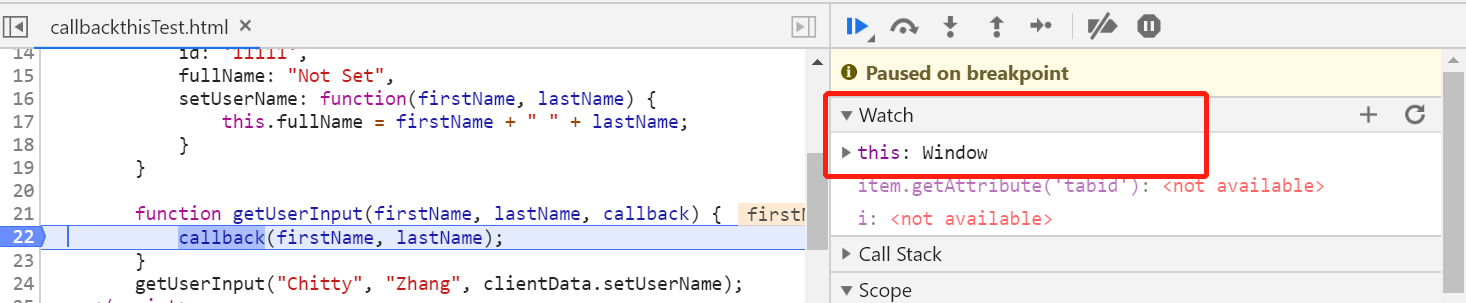 callbackthisTest.html ×
14 id: '11111',
15 fullName: "Not Set",
16 setUserName: function(firstName, lastName) {
17 this.fullName = firstName + " " + lastName;
18 }
19 }
20
21 function getUserInput(firstName, lastName, callback) {
22 callback(firstName, lastName);
23 }
24 getUserInput("Chitty", "Zhang", clientData.setUserName);
Paused on breakpoint
Watch
this: Window
item.getAttribute('tabid'): <not available>
i: <not available>
Call Stack
Scope